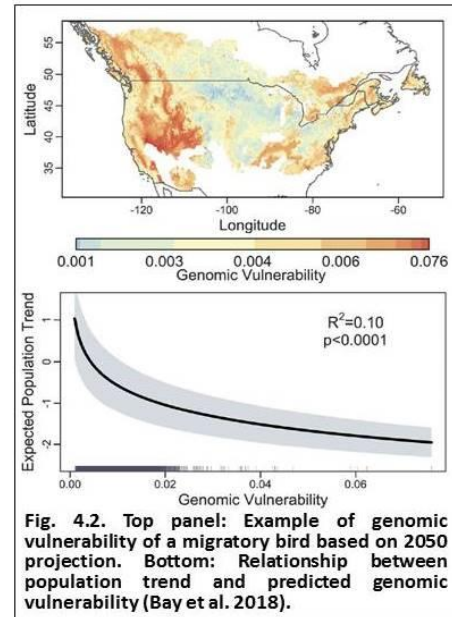 55
50
45
40
35
Latitude
-120 -100 -80 -60
Longitude
0.001 0.003 0.004 0.006 0.076
Genomic Vulnerability
1
0
-1
-2
Expected Population Trend
R²=0.10
p<0.0001
0.00 0.02 0.04 0.06
Genomic Vulnerability
Fig. 4.2. Top panel: Example of genomic
vulnerability of a migratory bird based on 2050
projection. Bottom: Relationship between
population trend and predicted genomic
vulnerability (Bay et al. 2018).